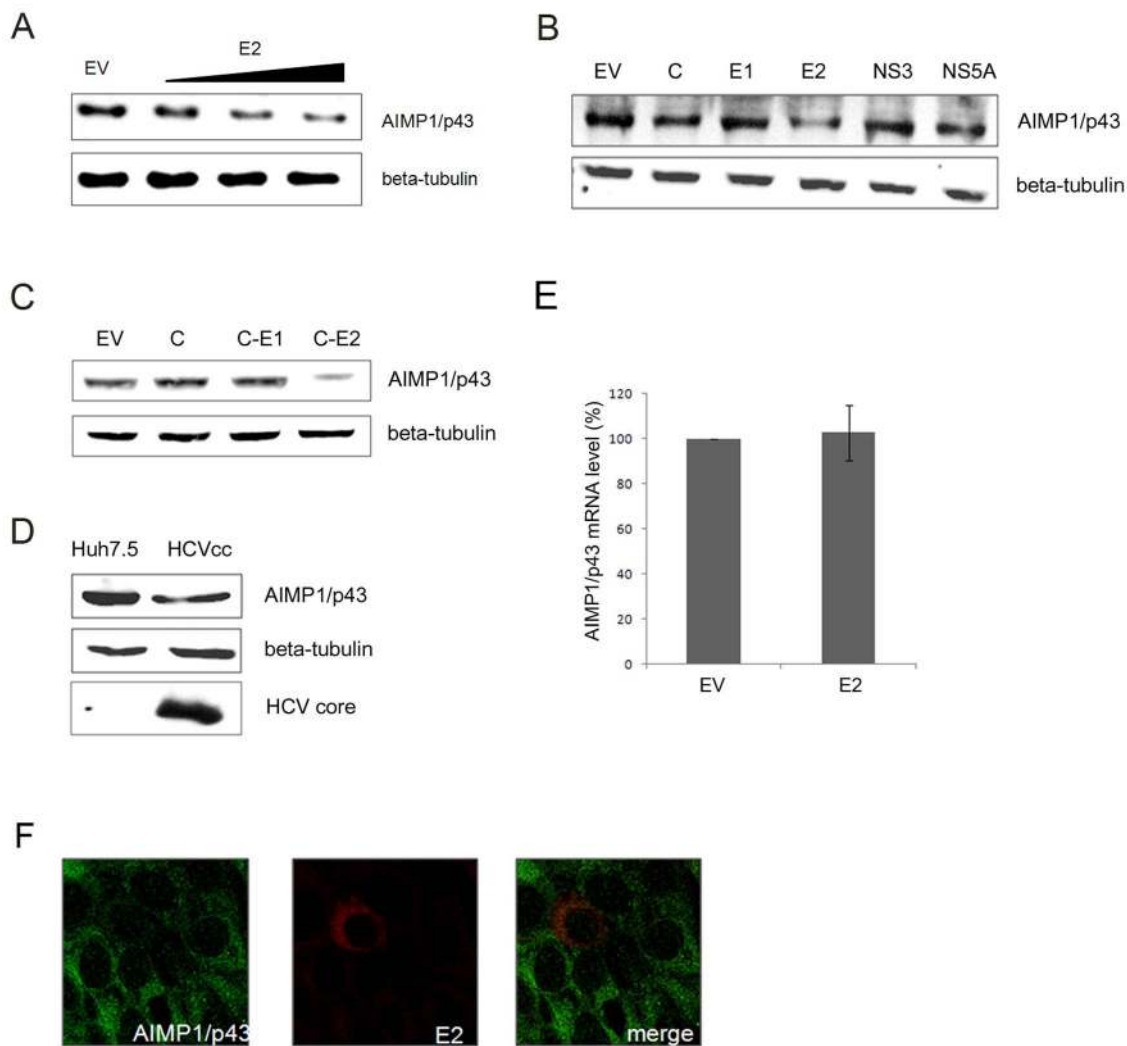 A
E2
EV
AIMP1/p43
beta-tubulin
B
EV C E1 E2 NS3 NS5A
AIMP1/p43
beta-tubulin
C
EV C C-E1 C-E2
AIMP1/p43
beta-tubulin
D
Huh7.5 HCVcc
AIMP1/p43
beta-tubulin
HCV core
E
AIMP1/p43 mRNA level (%)
120
100
80
60
40
20
0
EV E2
F
AIMP1/p43 E2 merge